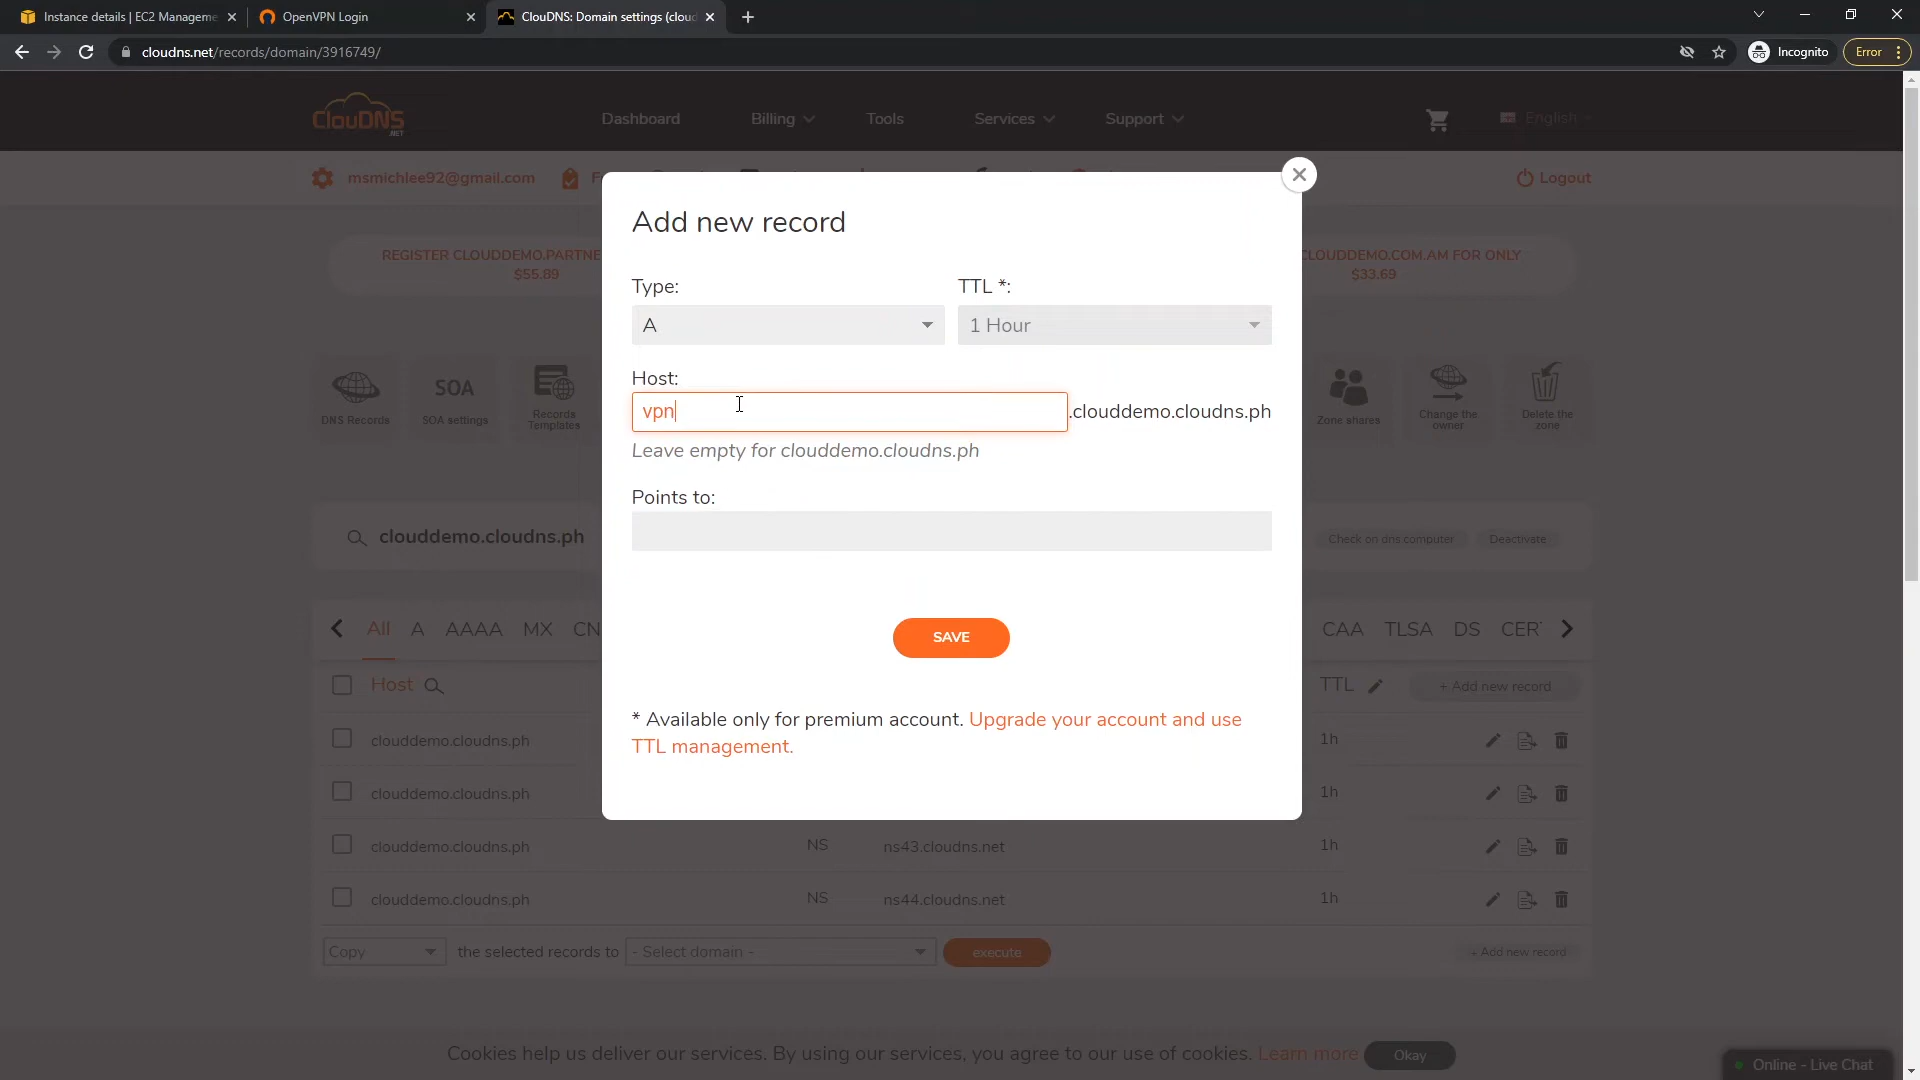 Instance details | EC2 Manageme
OpenVPN Login
ClouDNS: Domain settings (cloud
cloudns.net/records/domain/3916749/
Incognito
Error
ClouDNS
.NET
Dashboard
Billing
Tools
Services
Support
English
msmichlee92@gmail.com
Logout
REGISTER CLOUDDEMO.PARTNE
$55.89
CLOUDDEMO.COM.AM FOR ONLY
$33.69
Add new record
Type:
TTL *:
A
1 Hour
Host:
vpn
.clouddemo.cloudns.ph
Leave empty for clouddemo.cloudns.ph
Points to:
SAVE
* Available only for premium account. Upgrade your account and use
TTL management.
DNS Records
SOA
SOA settings
Records
Templates
Zone shares
Change the
owner
Delete the
zone
clouddemo.cloudns.ph
Check on dns computer
Deactivate
All
A
AAAA
MX
CN
CAA
TLSA
DS
CER
Host
TTL
+ Add new record
clouddemo.cloudns.ph
1h
clouddemo.cloudns.ph
1h
clouddemo.cloudns.ph
NS
ns43.cloudns.net
1h
clouddemo.cloudns.ph
NS
ns44.cloudns.net
1h
Copy
the selected records to
- Select domain -
execute
+ Add new record
Cookies help us deliver our services. By using our services, you agree to our use of cookies. Learn more
Okay
Online - Live Chat